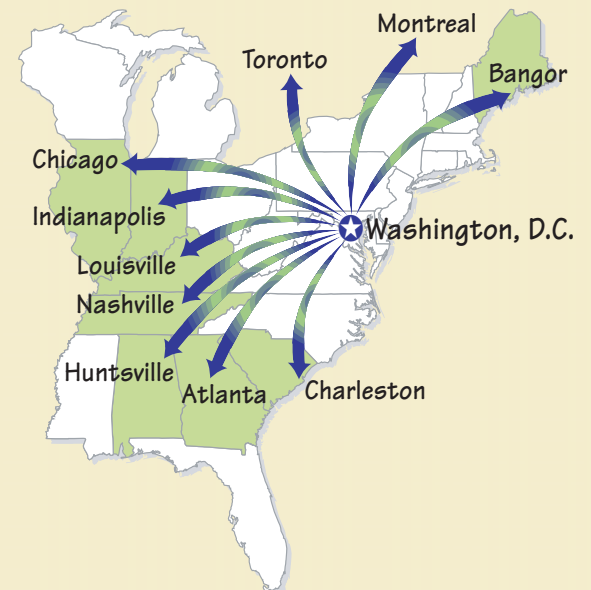 Montreal
Toronto
Bangor
Chicago
Indianapolis
Washington, D.C.
Louisville
Nashville
Huntsville
Atlanta
Charleston